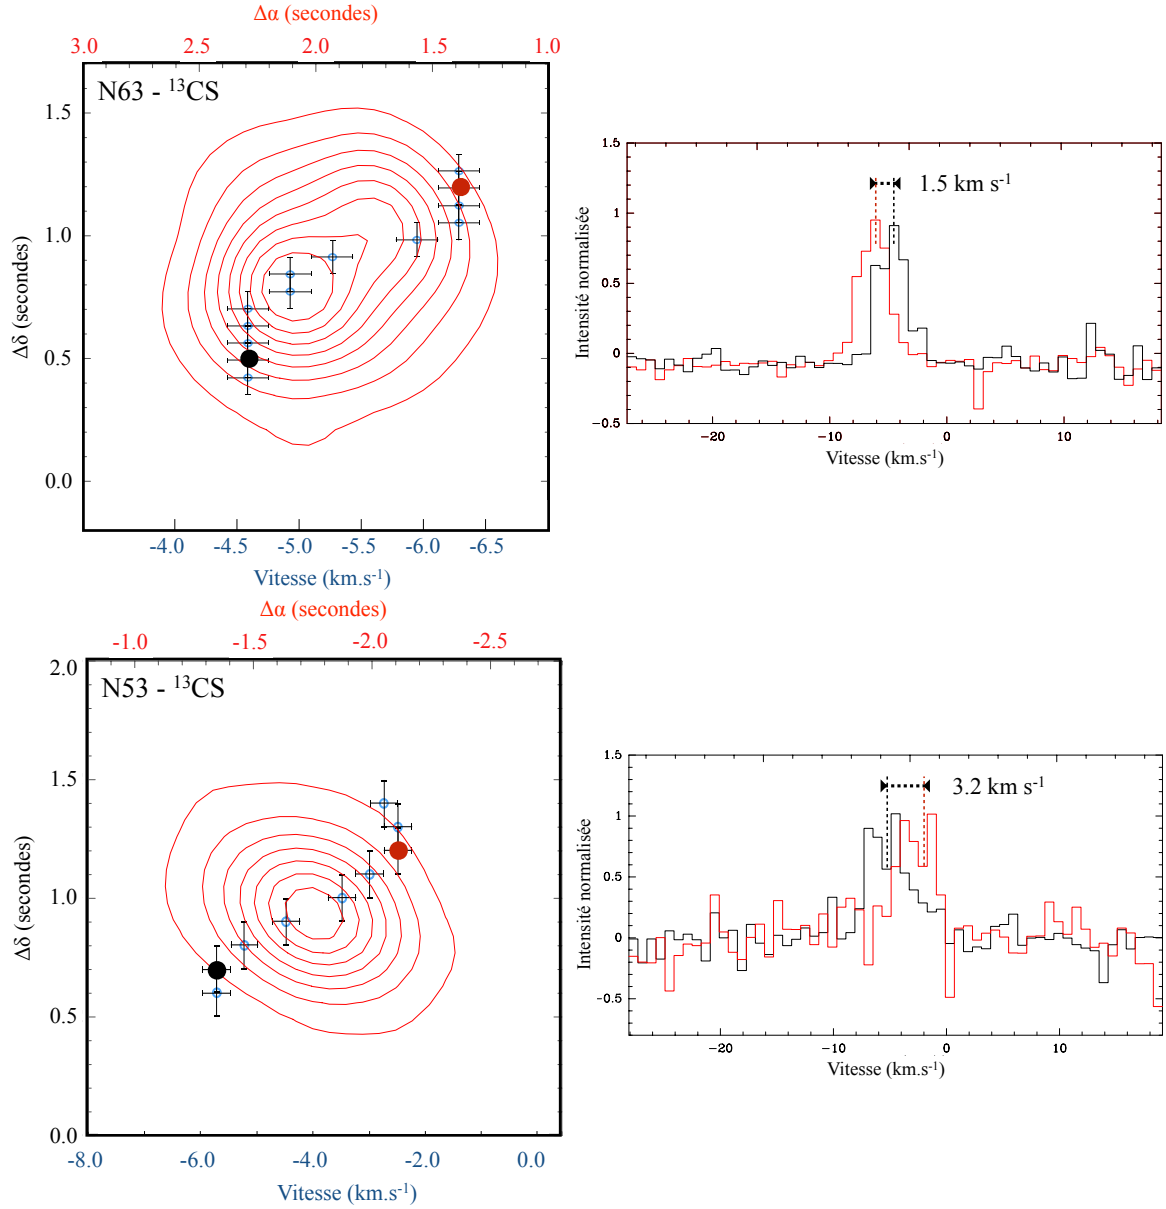 Δα (secondes)
3.0 2.5 2.0 1.5 1.0
N63 - ¹³CS
1.5
1.0
0.5
0.0
Δδ (secondes)
-4.0 -4.5 -5.0 -5.5 -6.0 -6.5
Vitesse (km.s⁻¹)
1.5
1
0.5
0
-0.5
Intensité normalisée
1.5 km s⁻¹
-20 -10 0 10
Vitesse (km.s⁻¹)
Δα (secondes)
-1.0 -1.5 -2.0 -2.5
N53 - ¹³CS
2.0
1.5
1.0
0.5
0.0
Δδ (secondes)
-8.0 -6.0 -4.0 -2.0 0.0
Vitesse (km.s⁻¹)
1.5
1
0.5
0
-0.5
Intensité normalisée
3.2 km s⁻¹
-20 -10 0 10
Vitesse (km.s⁻¹)